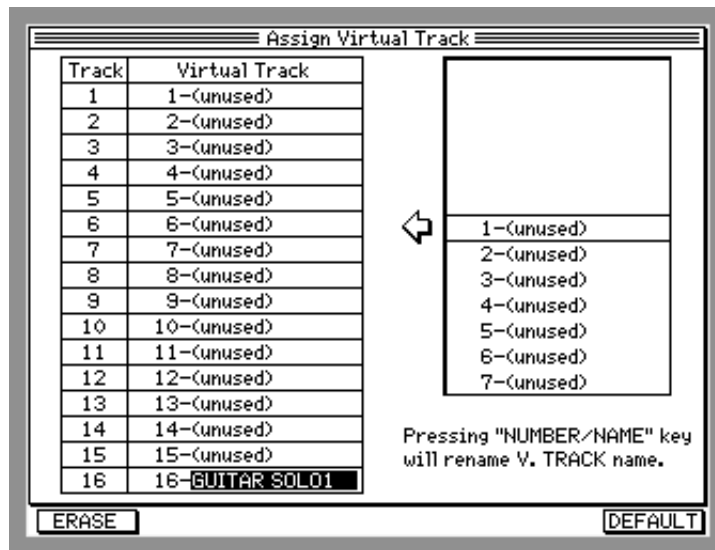 Assign Virtual Track
Track Virtual Track
1 1-(unused)
2 2-(unused)
3 3-(unused)
4 4-(unused)
5 5-(unused)
6 6-(unused)
7 7-(unused)
8 8-(unused)
9 9-(unused)
10 10-(unused)
11 11-(unused)
12 12-(unused)
13 13-(unused)
14 14-(unused)
15 15-(unused)
16 16-GUITAR SOLO1
1-(unused)
2-(unused)
3-(unused)
4-(unused)
5-(unused)
6-(unused)
7-(unused)
Pressing "NUMBER/NAME" key
will rename V. TRACK name.
ERASE
DEFAULT